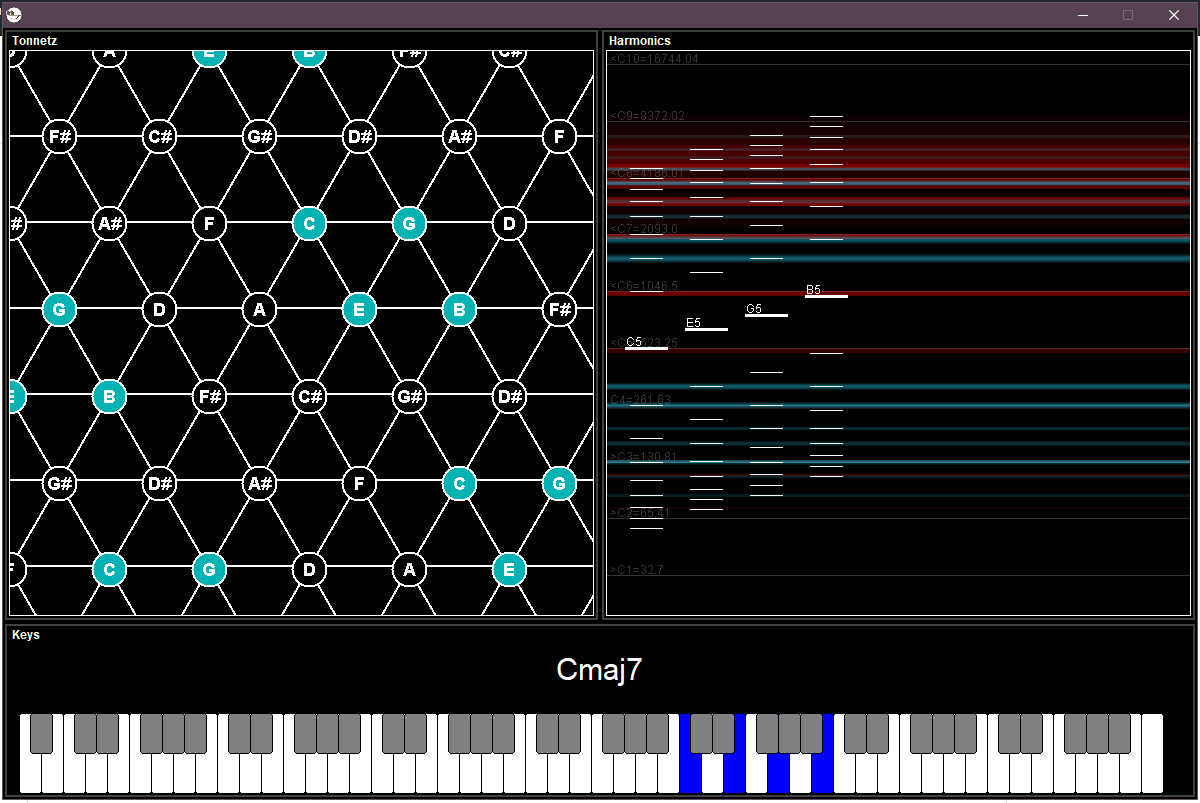 Tonnetz
A E B F# C#
F# C# G# D# A# F
# A# F C G D
G D A E B F#
E B F# C# G# D#
G# D# A# F C G
F C G D A E
Harmonics
<C10=16744.04
<C9=8372.02
<C8=4186.01
<C7=2093.0
<C6=1046.5
B5
G5
E5
C5
523.25
C4=261.63
>C3=130.81
>C2=65.41
>C1=32.7
Keys
Cmaj7